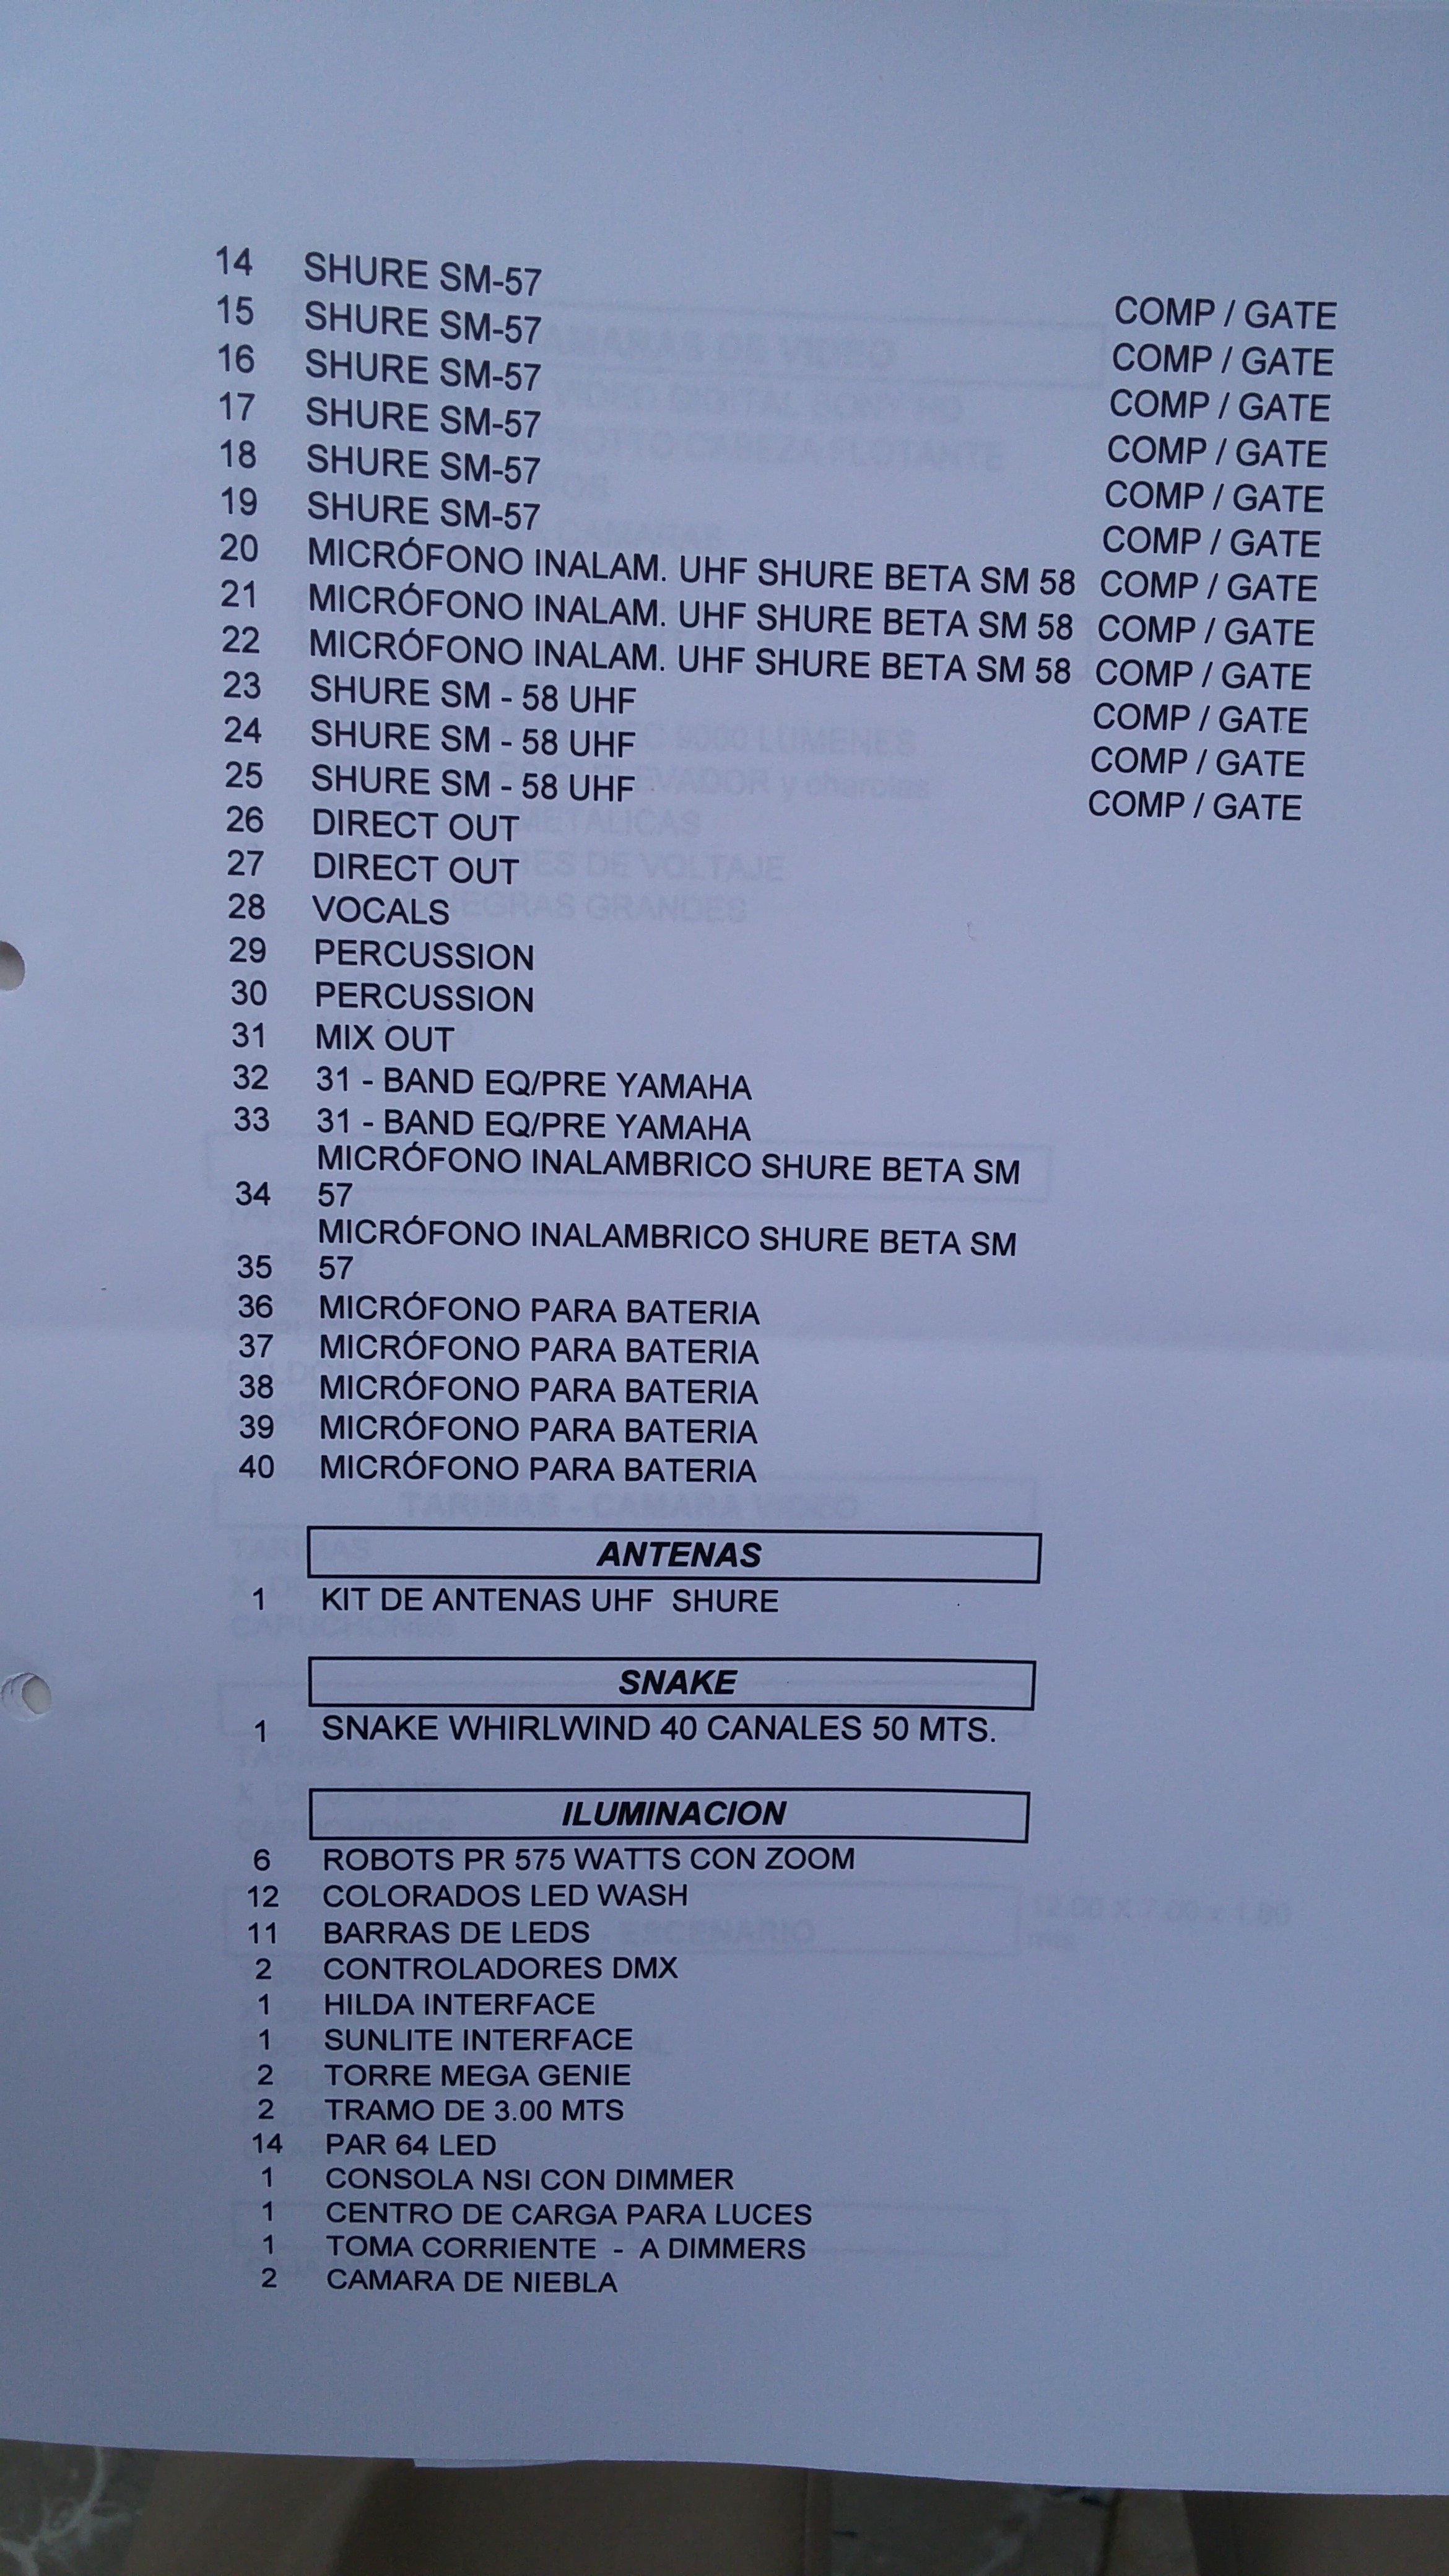 14 SHURE SM-57 COMP / GATE
15 SHURE SM-57 COMP / GATE
16 SHURE SM-57 COMP / GATE
17 SHURE SM-57 COMP / GATE
18 SHURE SM-57 COMP / GATE
19 SHURE SM-57 COMP / GATE
20 MICRÓFONO INALAM. UHF SHURE BETA SM 58 COMP / GATE
21 MICRÓFONO INALAM. UHF SHURE BETA SM 58 COMP / GATE
22 MICRÓFONO INALAM. UHF SHURE BETA SM 58 COMP / GATE
23 SHURE SM - 58 UHF COMP / GATE
24 SHURE SM - 58 UHF COMP / GATE
25 SHURE SM - 58 UHF COMP / GATE
26 DIRECT OUT
27 DIRECT OUT
28 VOCALS
29 PERCUSSION
30 PERCUSSION
31 MIX OUT
32 31 - BAND EQ/PRE YAMAHA
33 31 - BAND EQ/PRE YAMAHA
MICRÓFONO INALAMBRICO SHURE BETA SM
34 57
MICRÓFONO INALAMBRICO SHURE BETA SM
35 57
36 MICRÓFONO PARA BATERIA
37 MICRÓFONO PARA BATERIA
38 MICRÓFONO PARA BATERIA
39 MICRÓFONO PARA BATERIA
40 MICRÓFONO PARA BATERIA
ANTENAS
1 KIT DE ANTENAS UHF SHURE
SNAKE
1 SNAKE WHIRLWIND 40 CANALES 50 MTS.
ILUMINACION
6 ROBOTS PR 575 WATTS CON ZOOM
12 COLORADOS LED WASH
11 BARRAS DE LEDS
2 CONTROLADORES DMX
1 HILDA INTERFACE
1 SUNLITE INTERFACE
2 TORRE MEGA GENIE
2 TRAMO DE 3.00 MTS
14 PAR 64 LED
1 CONSOLA NSI CON DIMMER
1 CENTRO DE CARGA PARA LUCES
1 TOMA CORRIENTE - A DIMMERS
2 CAMARA DE NIEBLA